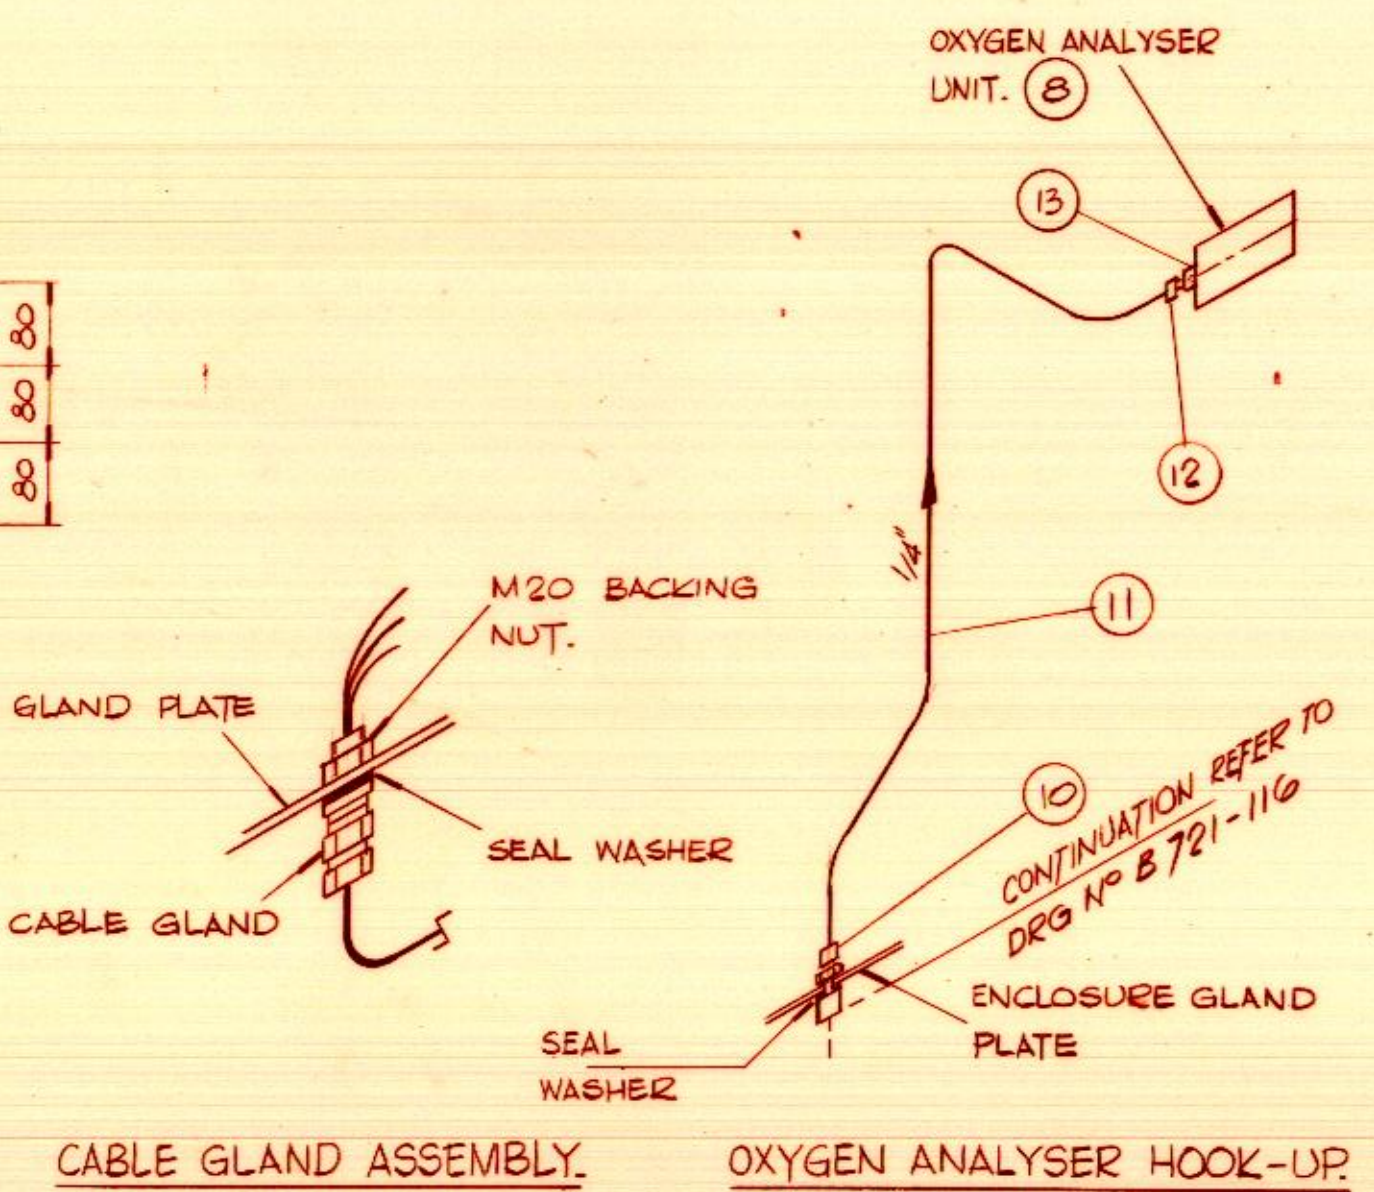 OXYGEN ANALYSER
UNIT. 8
13
80
80
80
12
1/4"
M20 BACKING
NUT.
11
GLAND PLATE
10
CONTINUATION REFER TO
DRG Nº B 721-116
SEAL WASHER
CABLE GLAND
ENCLOSURE GLAND
PLATE
SEAL
WASHER
CABLE GLAND ASSEMBLY.
OXYGEN ANALYSER HOOK-UP.